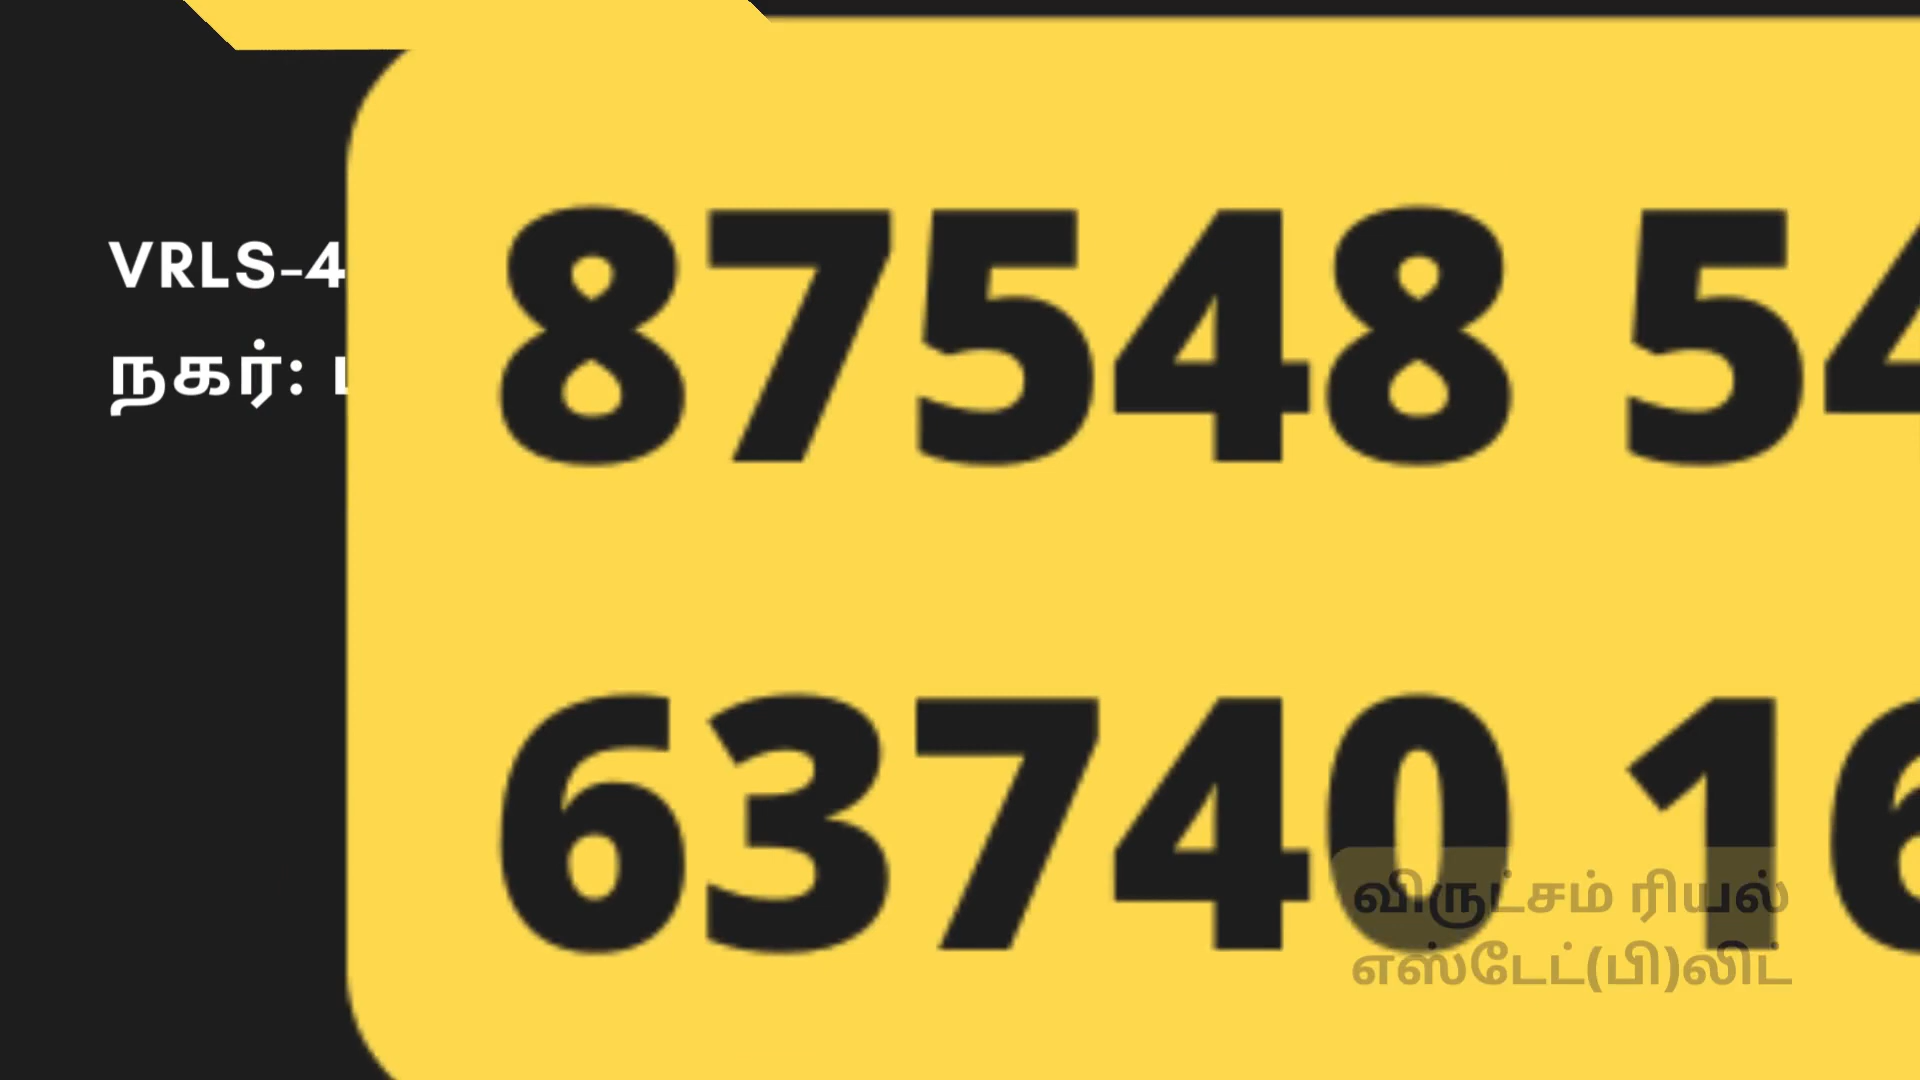 VRLS-4
நகர்:
87548 54
63740 16
விருட்சம் ரியல்
எஸ்டேட்(பி)லிட்